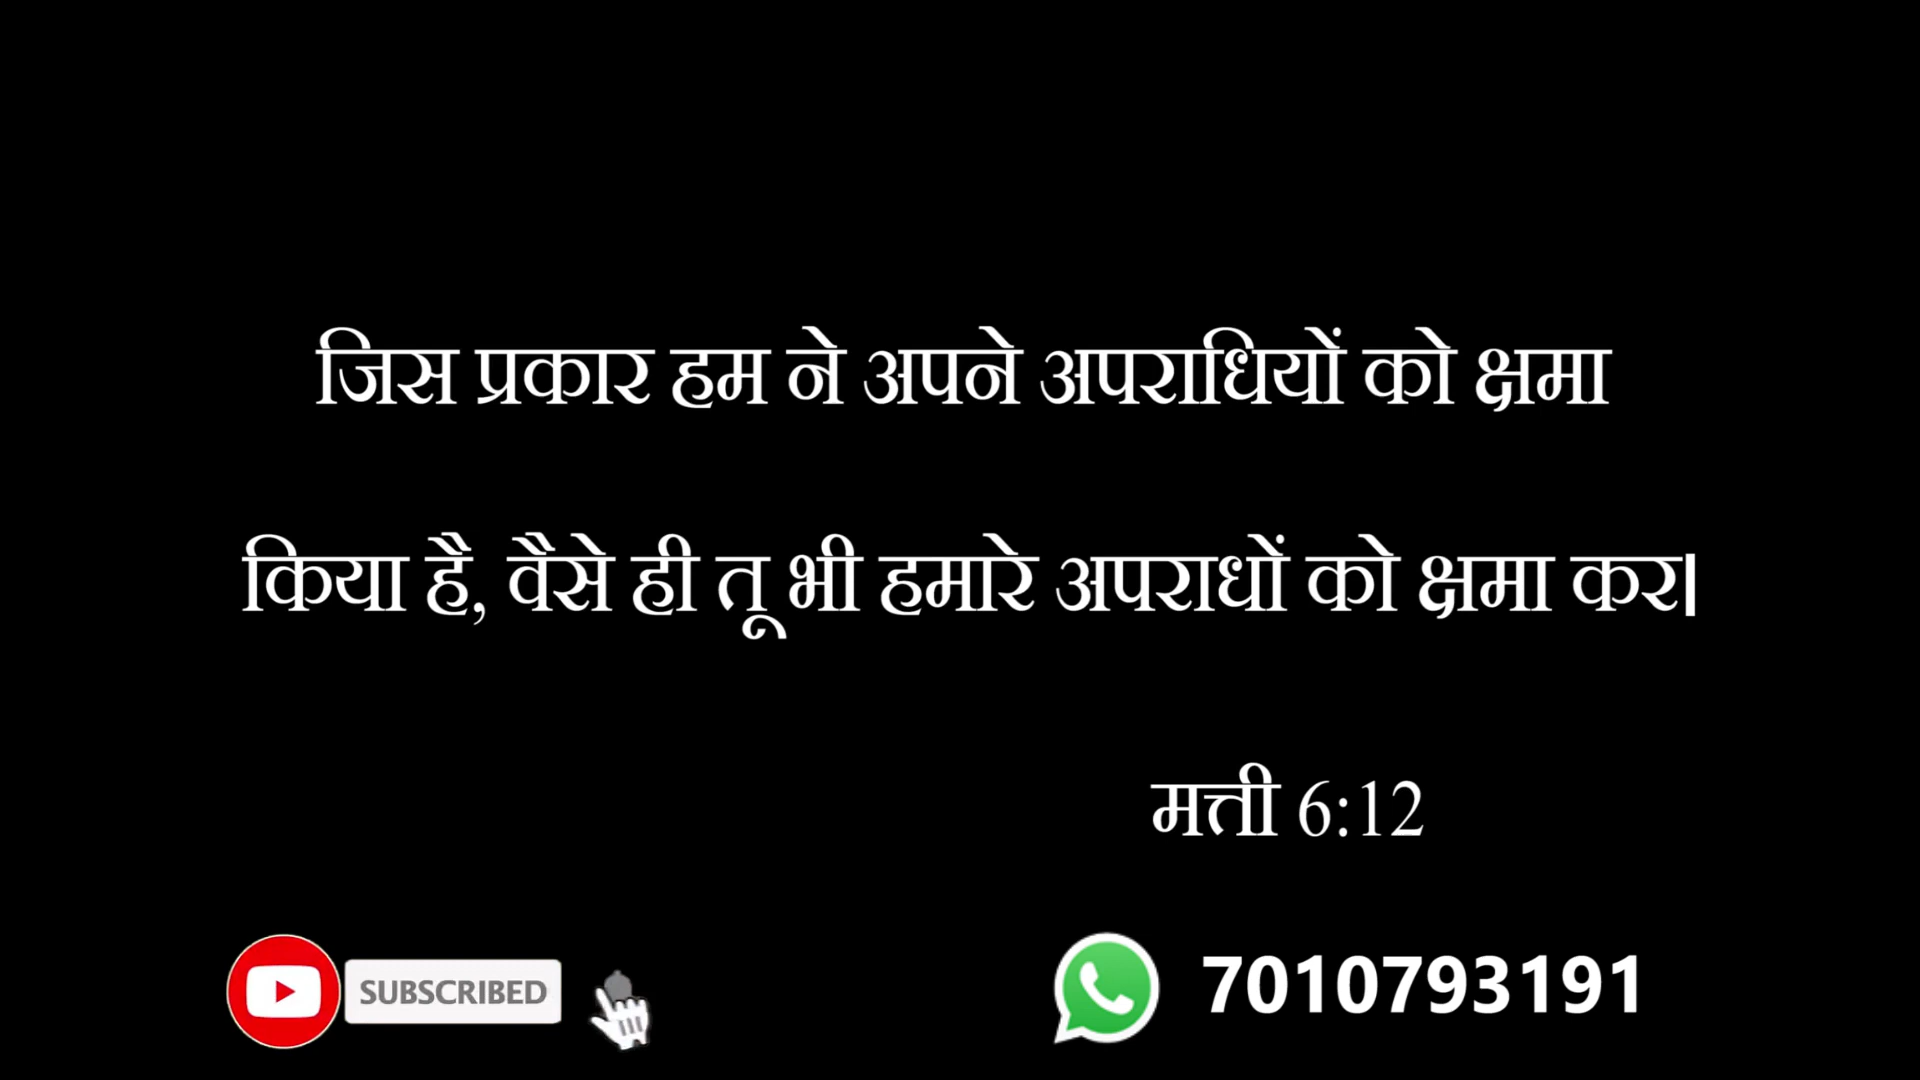 जिस प्रकार हम ने अपने अपराधियों को क्षमा
किया है, वैसे ही तू भी हमारे अपराधों को क्षमा कर।
मत्ती 6:12
SUBSCRIBED
7010793191